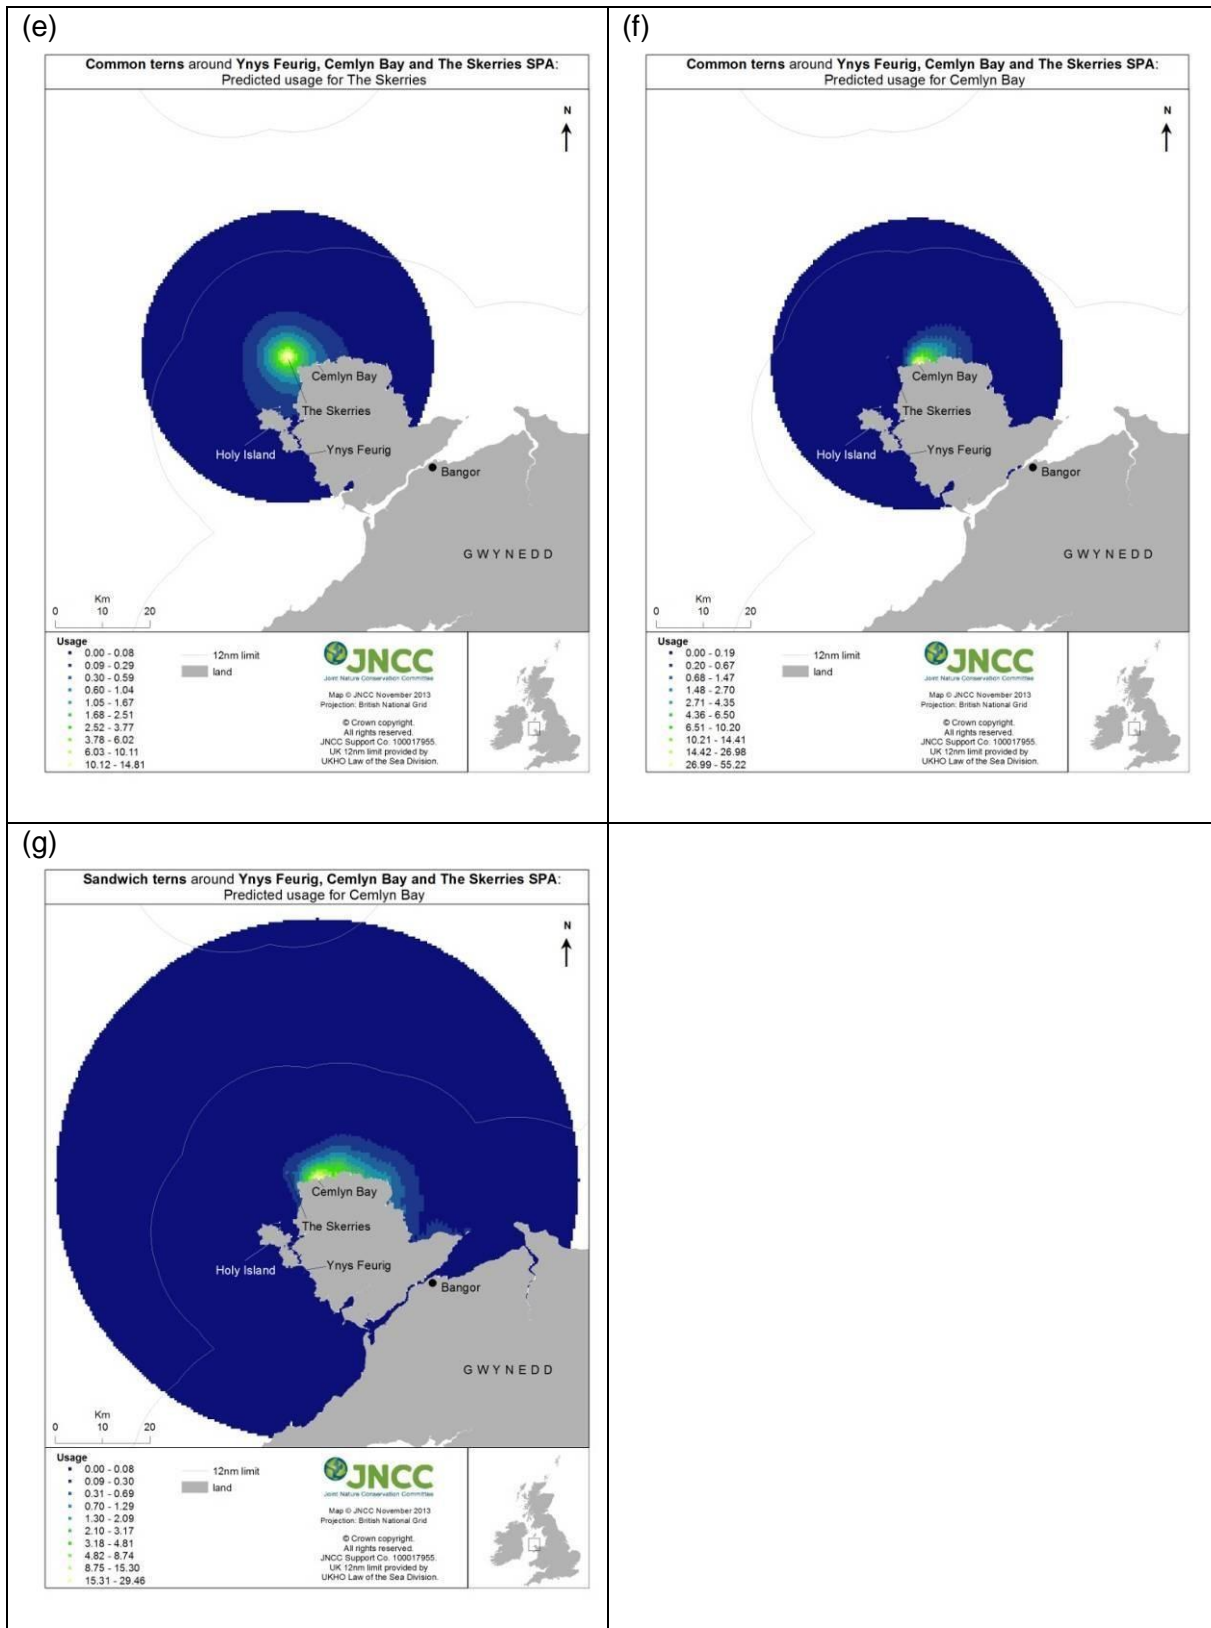 (e)
Common terns around Ynys Feurig, Cemlyn Bay and The Skerries SPA:
Predicted usage for The Skerries
N
Cemlyn Bay
The Skerries
Holy Island
Ynys Feurig
Bangor
GWYNEDD
Km
0 10 20
Usage
0.00 - 0.08
0.09 - 0.29
0.30 - 0.59
0.60 - 1.04
1.05 - 1.67
1.68 - 2.51
2.52 - 3.77
3.78 - 6.02
6.03 - 10.11
10.12 - 14.81
12nm limit
land
JNCC
Joint Nature Conservation Committee
Map © JNCC November 2013
Projection: British National Grid
© Crown copyright.
All rights reserved.
JNCC Support Co. 100017955.
UK 12nm limit provided by
UKHO Law of the Sea Division.
(f)
Common terns around Ynys Feurig, Cemlyn Bay and The Skerries SPA:
Predicted usage for Cemlyn Bay
N
Cemlyn Bay
The Skerries
Holy Island
Ynys Feurig
Bangor
GWYNEDD
Km
0 10 20
Usage
0.00 - 0.19
0.20 - 0.67
0.68 - 1.47
1.48 - 2.70
2.71 - 4.35
4.36 - 6.50
6.51 - 10.20
10.21 - 14.41
14.42 - 26.98
26.99 - 55.22
12nm limit
land
JNCC
Joint Nature Conservation Committee
Map © JNCC November 2013
Projection: British National Grid
© Crown copyright.
All rights reserved.
JNCC Support Co. 100017955.
UK 12nm limit provided by
UKHO Law of the Sea Division.
(g)
Sandwich terns around Ynys Feurig, Cemlyn Bay and The Skerries SPA:
Predicted usage for Cemlyn Bay
N
Cemlyn Bay
The Skerries
Holy Island
Ynys Feurig
Bangor
GWYNEDD
Km
0 10 20
Usage
0.00 - 0.08
0.09 - 0.30
0.31 - 0.69
0.70 - 1.29
1.30 - 2.09
2.10 - 3.17
3.18 - 4.81
4.82 - 8.74
8.75 - 15.30
15.31 - 29.46
12nm limit
land
JNCC
Joint Nature Conservation Committee
Map © JNCC November 2013
Projection: British National Grid
© Crown copyright.
All rights reserved.
JNCC Support Co. 100017955.
UK 12nm limit provided by
UKHO Law of the Sea Division.